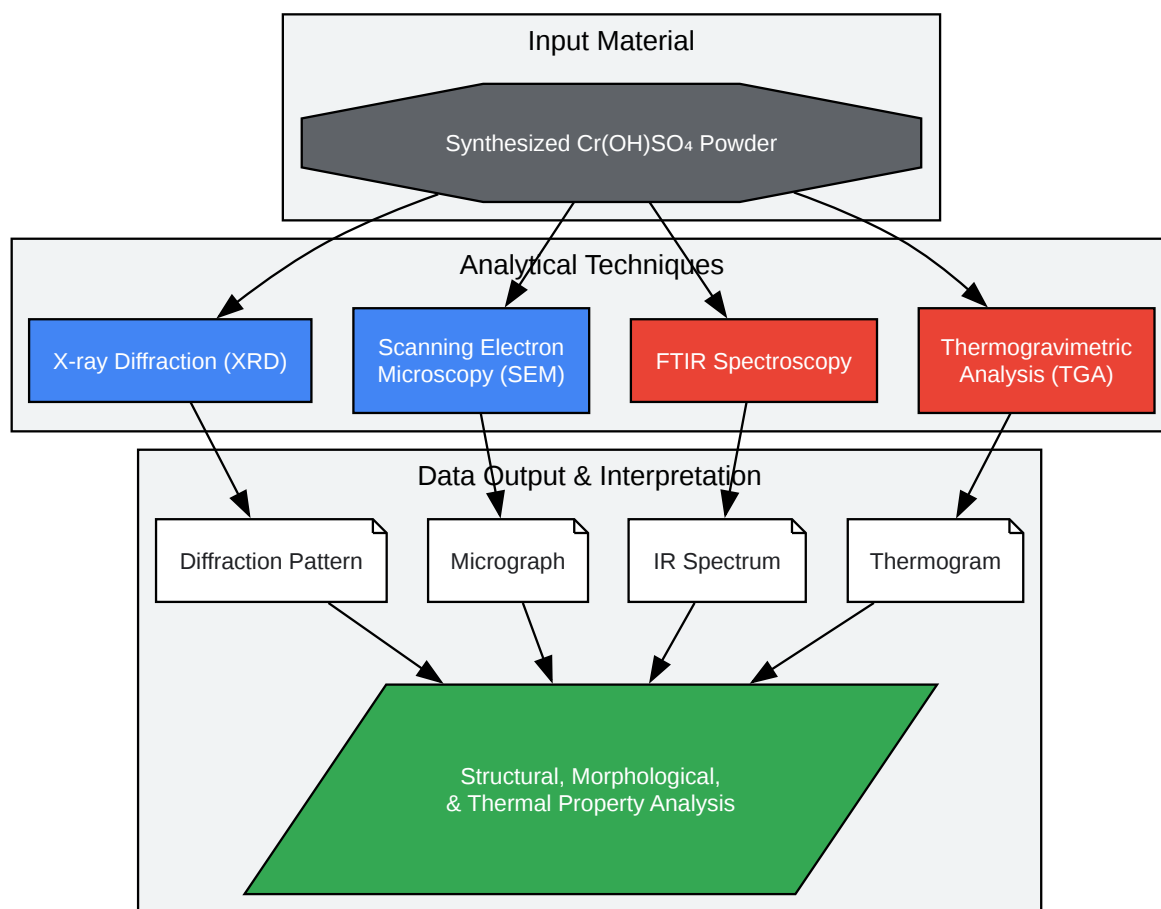 Input Material
Synthesized Cr(OH)SO₄ Powder
Analytical Techniques
X-ray Diffraction (XRD)
Scanning Electron
Microscopy (SEM)
FTIR Spectroscopy
Thermogravimetric
Analysis (TGA)
Data Output & Interpretation
Diffraction Pattern
Micrograph
IR Spectrum
Thermogram
Structural, Morphological,
& Thermal Property Analysis